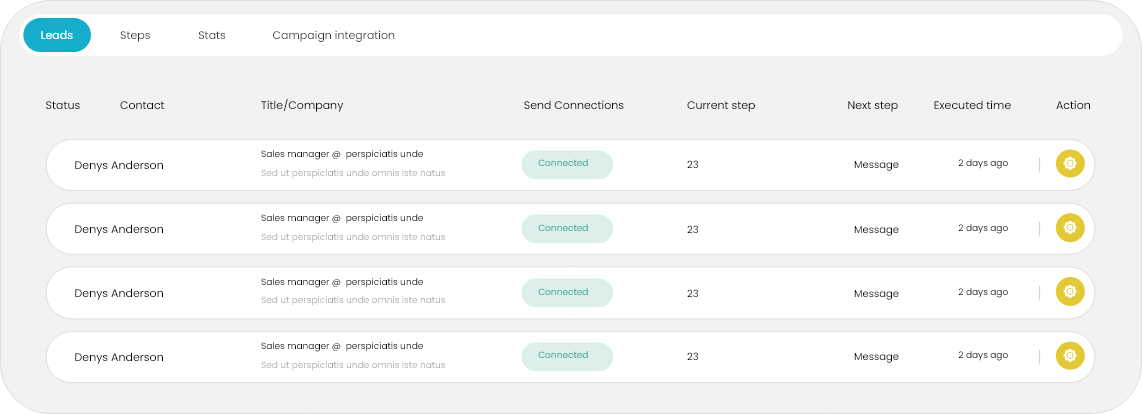 Leads Steps Stats Campaign integration
Status Contact Title/Company Send Connections Current step Next step Executed time Action
Denys Anderson Sales manager @ perspiciatis unde Connected 23 Message 2 days ago
Sed ut perspiciatis unde omnis iste natus
Denys Anderson Sales manager @ perspiciatis unde Connected 23 Message 2 days ago
Sed ut perspiciatis unde omnis iste natus
Denys Anderson Sales manager @ perspiciatis unde Connected 23 Message 2 days ago
Sed ut perspiciatis unde omnis iste natus
Denys Anderson Sales manager @ perspiciatis unde Connected 23 Message 2 days ago
Sed ut perspiciatis unde omnis iste natus